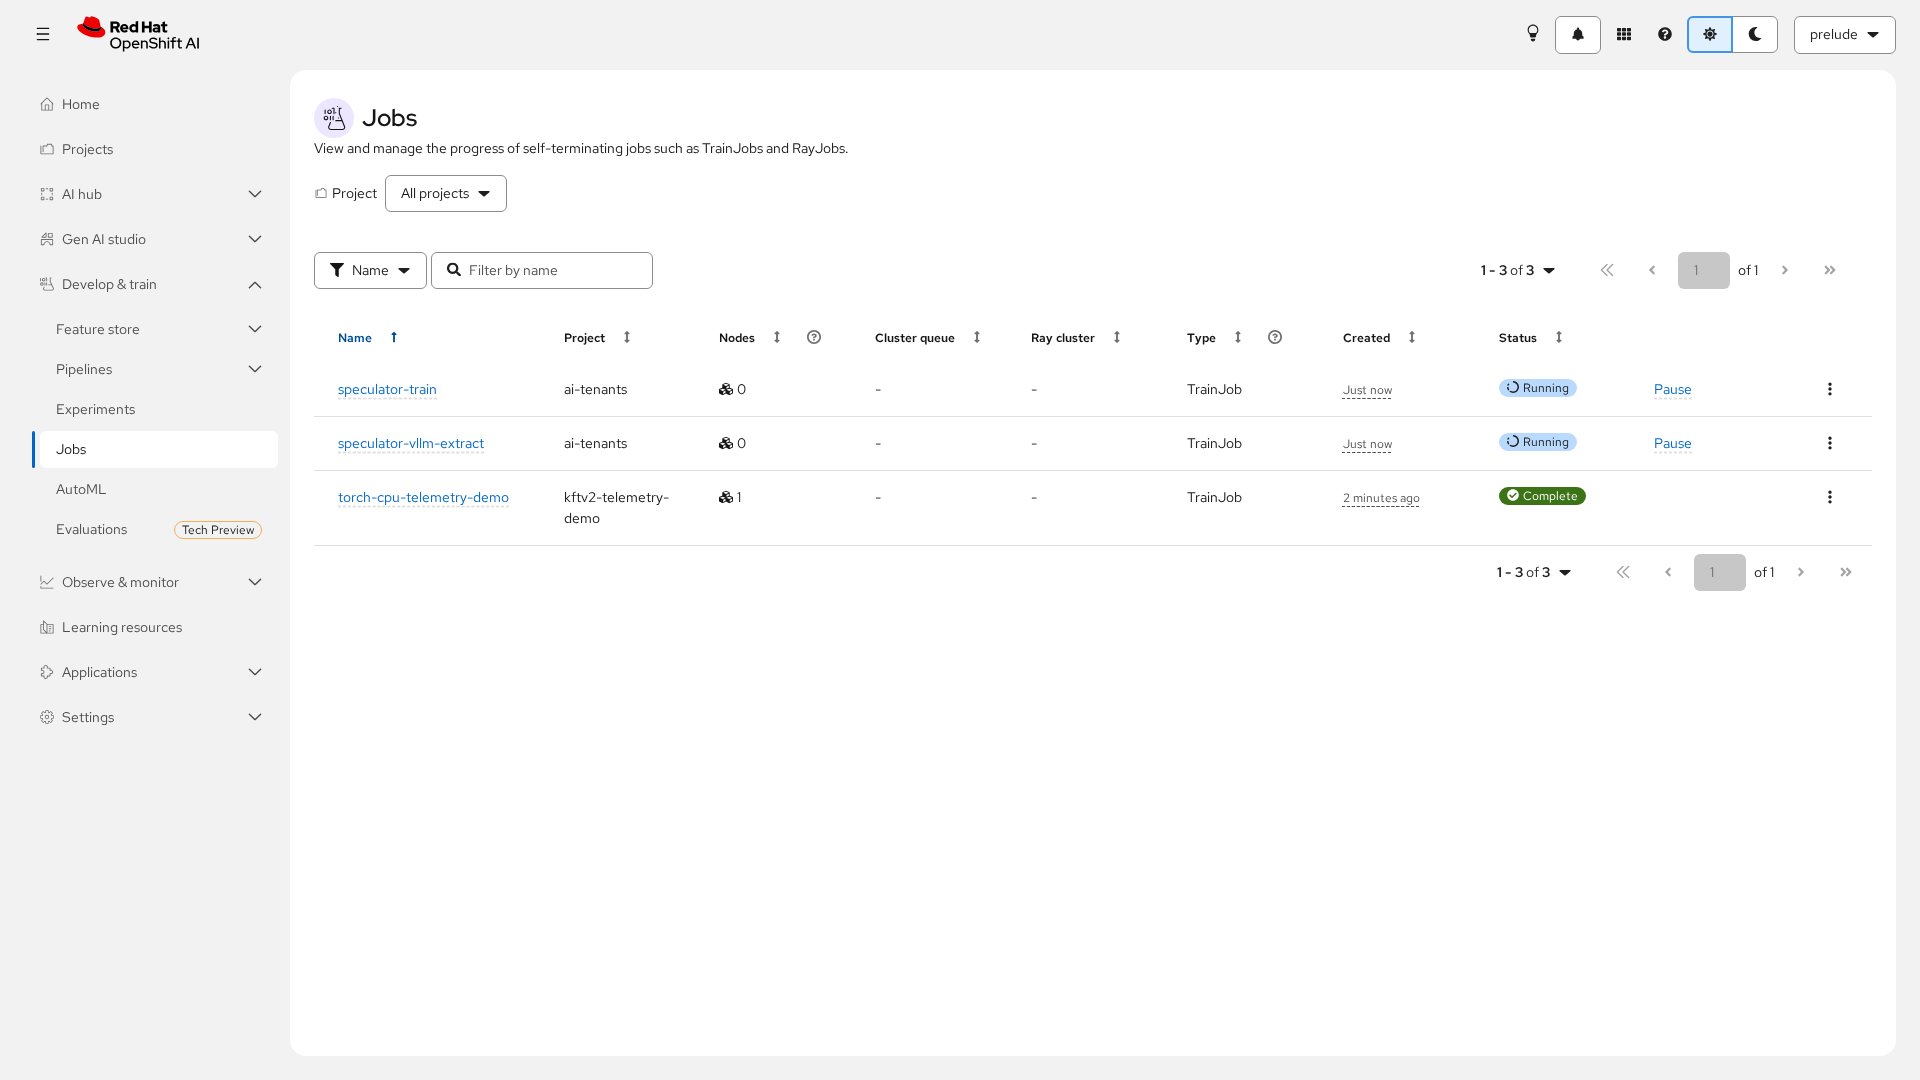 Red Hat
OpenShift AI
prelude
Home
Projects
AI hub
Gen AI studio
Develop & train
Feature store
Pipelines
Experiments
Jobs
AutoML
Evaluations Tech Preview
Observe & monitor
Learning resources
Applications
Settings
Jobs
View and manage the progress of self-terminating jobs such as TrainJobs and RayJobs.
Project All projects
Name Filter by name 1 - 3 of 3 1 of 1
Name Project Nodes Cluster queue Ray cluster Type Created Status
speculator-train ai-tenants 0 - - TrainJob Just now Running Pause
speculator-vllm-extract ai-tenants 0 - - TrainJob Just now Running Pause
torch-cpu-telemetry-demo kftv2-telemetry- 1 - - TrainJob 2 minutes ago Complete
demo
1 - 3 of 3 1 of 1